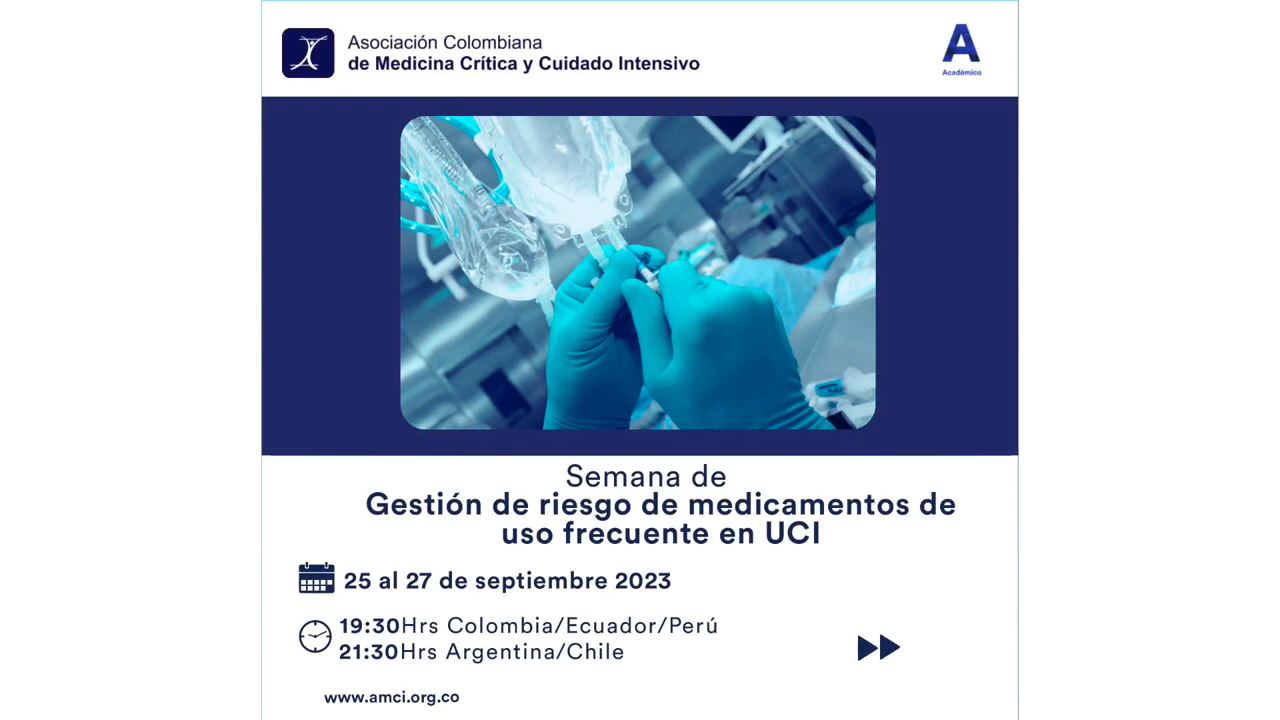 Asociación Colombiana
de Medicina Crítica y Cuidado Intensivo
A
Académico
Semana de
Gestión de riesgo de medicamentos de
uso frecuente en UCI
25 al 27 de septiembre 2023
19:30Hrs Colombia/Ecuador/Perú
21:30Hrs Argentina/Chile
www.amci.org.co